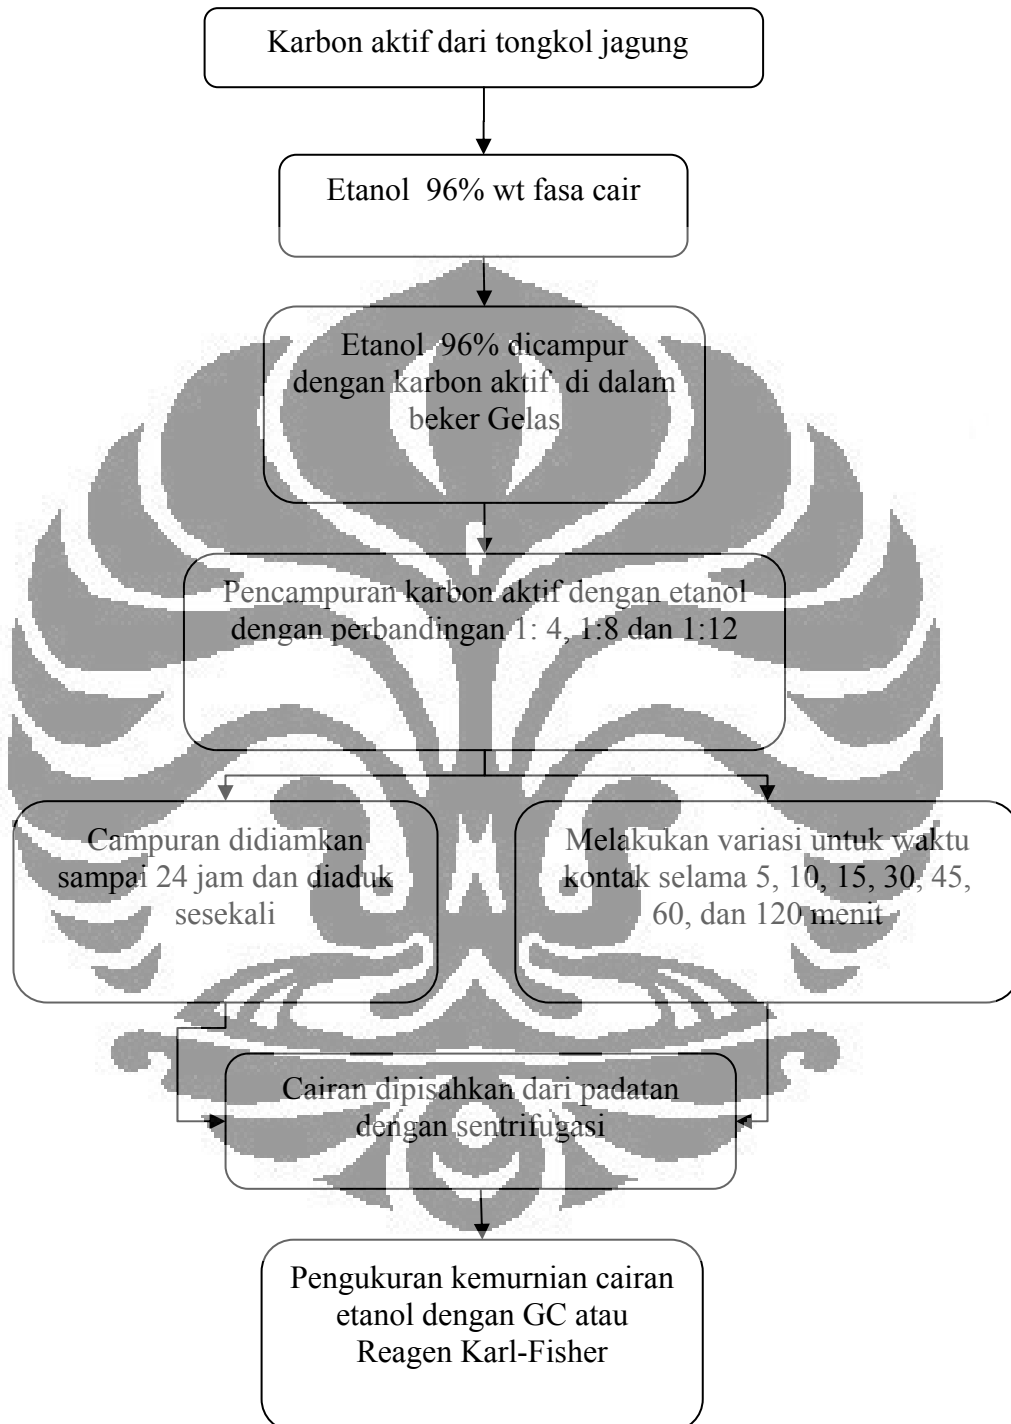 Karbon aktif dari tongkol jagung
Etanol 96% wt fasa cair
Etanol 96% dicampur
dengan karbon aktif di dalam
beker Gelas
Pencampuran karbon aktif dengan etanol
dengan perbandingan 1: 4, 1:8 dan 1:12
Campuran didiamkan
sampai 24 jam dan diaduk
sesekali
Melakukan variasi untuk waktu
kontak selama 5, 10, 15, 30, 45,
60, dan 120 menit
Cairan dipisahkan dari padatan
dengan sentrifugasi
Pengukuran kemurnian cairan
etanol dengan GC atau
Reagen Karl-Fisher